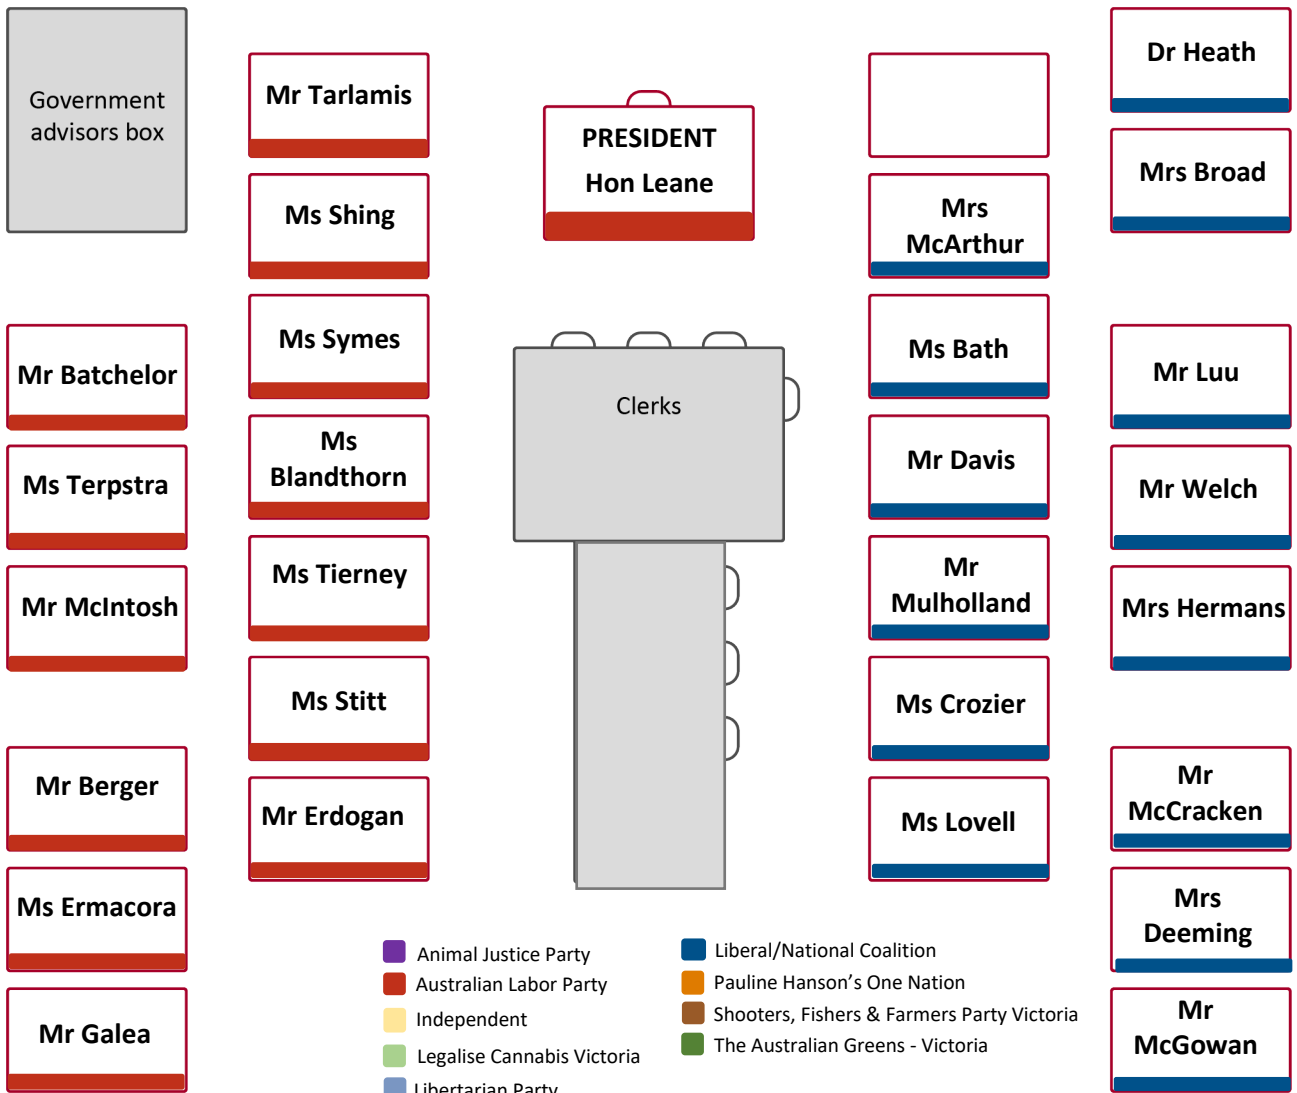 Government
advisors box
Mr Batchelor
Ms Terpstra
Mr McIntosh
Mr Berger
Ms Ermacora
Mr Galea
Mr Tarlamis
Ms Shing
Ms Symes
Ms
Blandthorn
Ms Tierney
Ms Stitt
Mr Erdogan
PRESIDENT
Hon Leane
Clerks
Mrs
McArthur
Ms Bath
Mr Davis
Mr
Mulholland
Ms Crozier
Ms Lovell
Dr Heath
Mrs Broad
Mr Luu
Mr Welch
Mrs Hermans
Mr
McCracken
Mrs
Deeming
Mr
McGowan
Animal Justice Party
Australian Labor Party
Independent
Legalise Cannabis Victoria
Libertarian Party
Liberal/National Coalition
Pauline Hanson’s One Nation
Shooters, Fishers & Farmers Party Victoria
The Australian Greens - Victoria